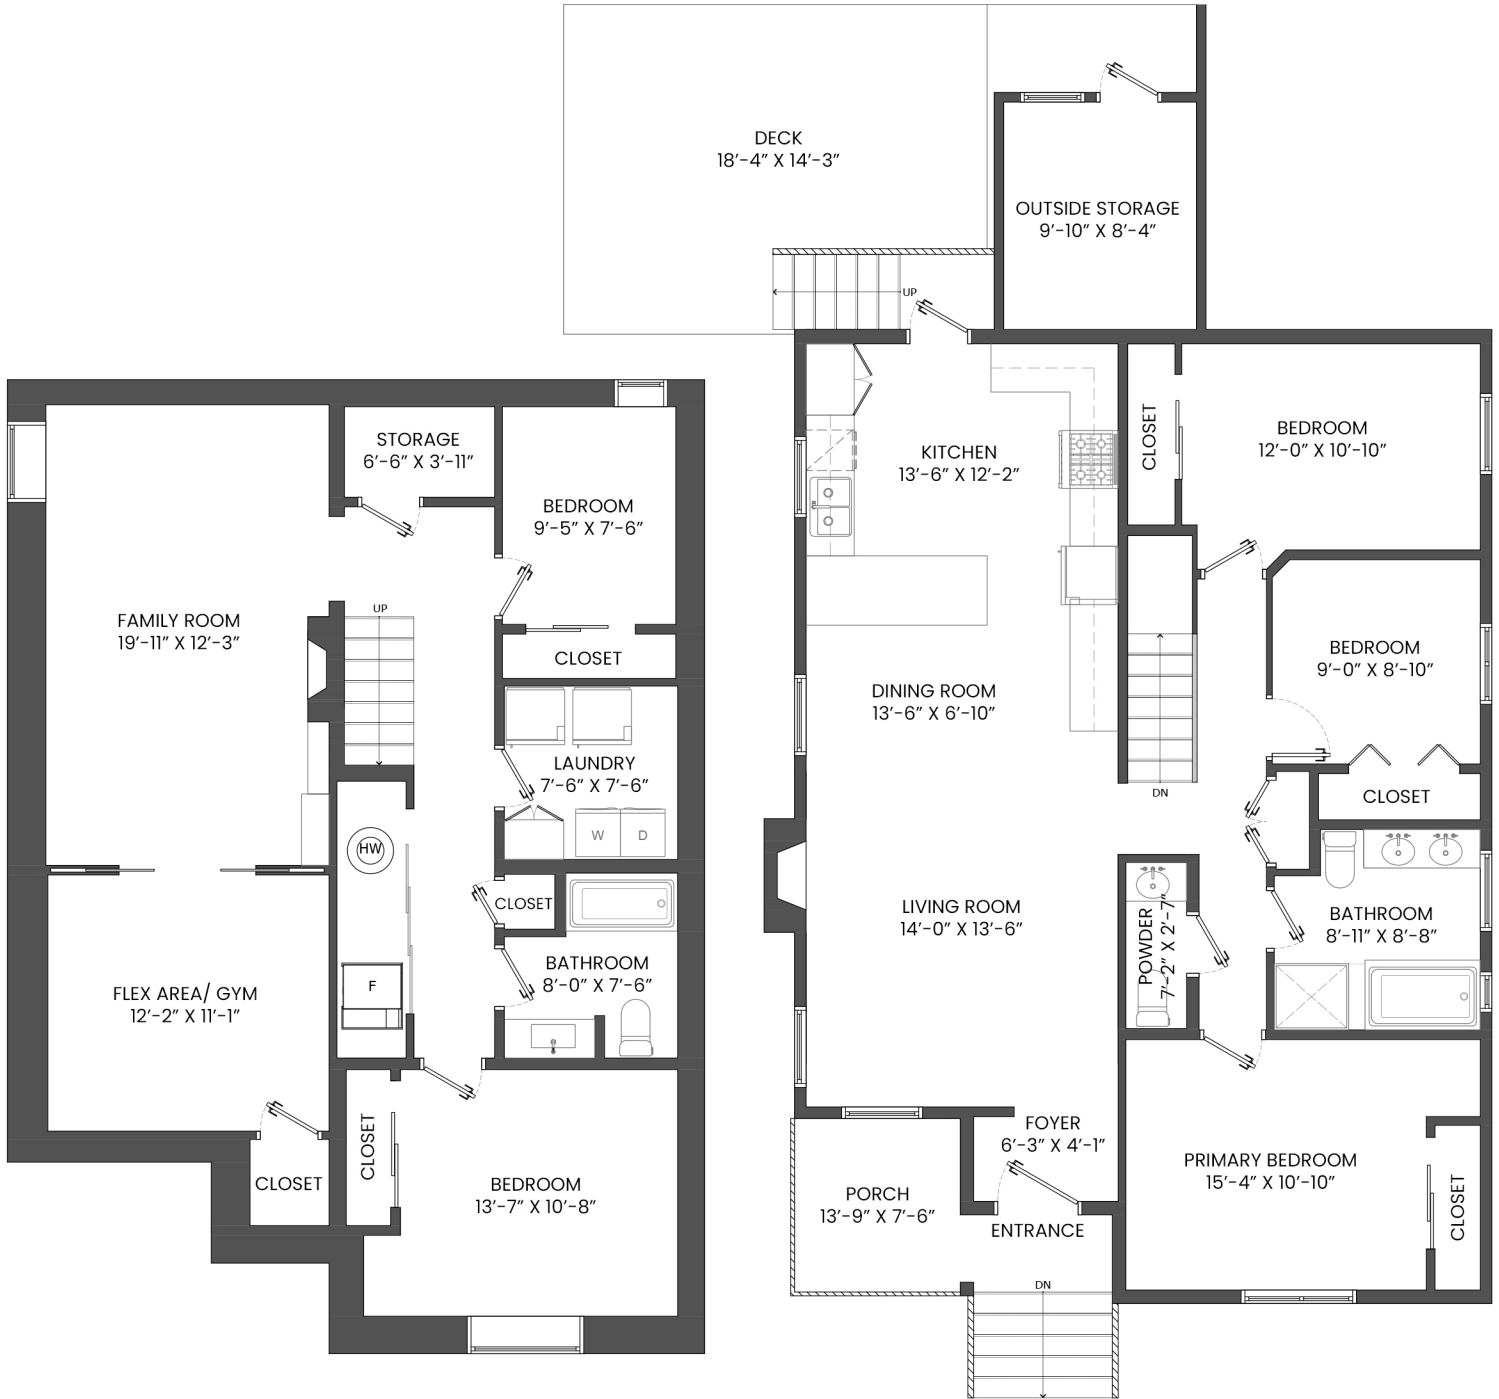 DECK
18'-4" X 14'-3"
OUTSIDE STORAGE
9'-10" X 8'-4"
UP
STORAGE
6'-6" X 3'-11"
BEDROOM
9'-5" X 7'-6"
FAMILY ROOM
19'-11" X 12'-3"
UP
CLOSET
LAUNDRY
7'-6" X 7'-6"
W
D
HW
CLOSET
BATHROOM
8'-0" X 7'-6"
F
FLEX AREA/ GYM
12'-2" X 11'-1"
CLOSET
CLOSET
BEDROOM
13'-7" X 10'-8"
KITCHEN
13'-6" X 12'-2"
CLOSET
BEDROOM
12'-0" X 10'-10"
BEDROOM
9'-0" X 8'-10"
DINING ROOM
13'-6" X 6'-10"
DN
CLOSET
LIVING ROOM
14'-0" X 13'-6"
POWDER
7'-2" X 2'-7"
BATHROOM
8'-11" X 8'-8"
FOYER
6'-3" X 4'-1"
PRIMARY BEDROOM
15'-4" X 10'-10"
CLOSET
PORCH
13'-9" X 7'-6"
ENTRANCE
DN